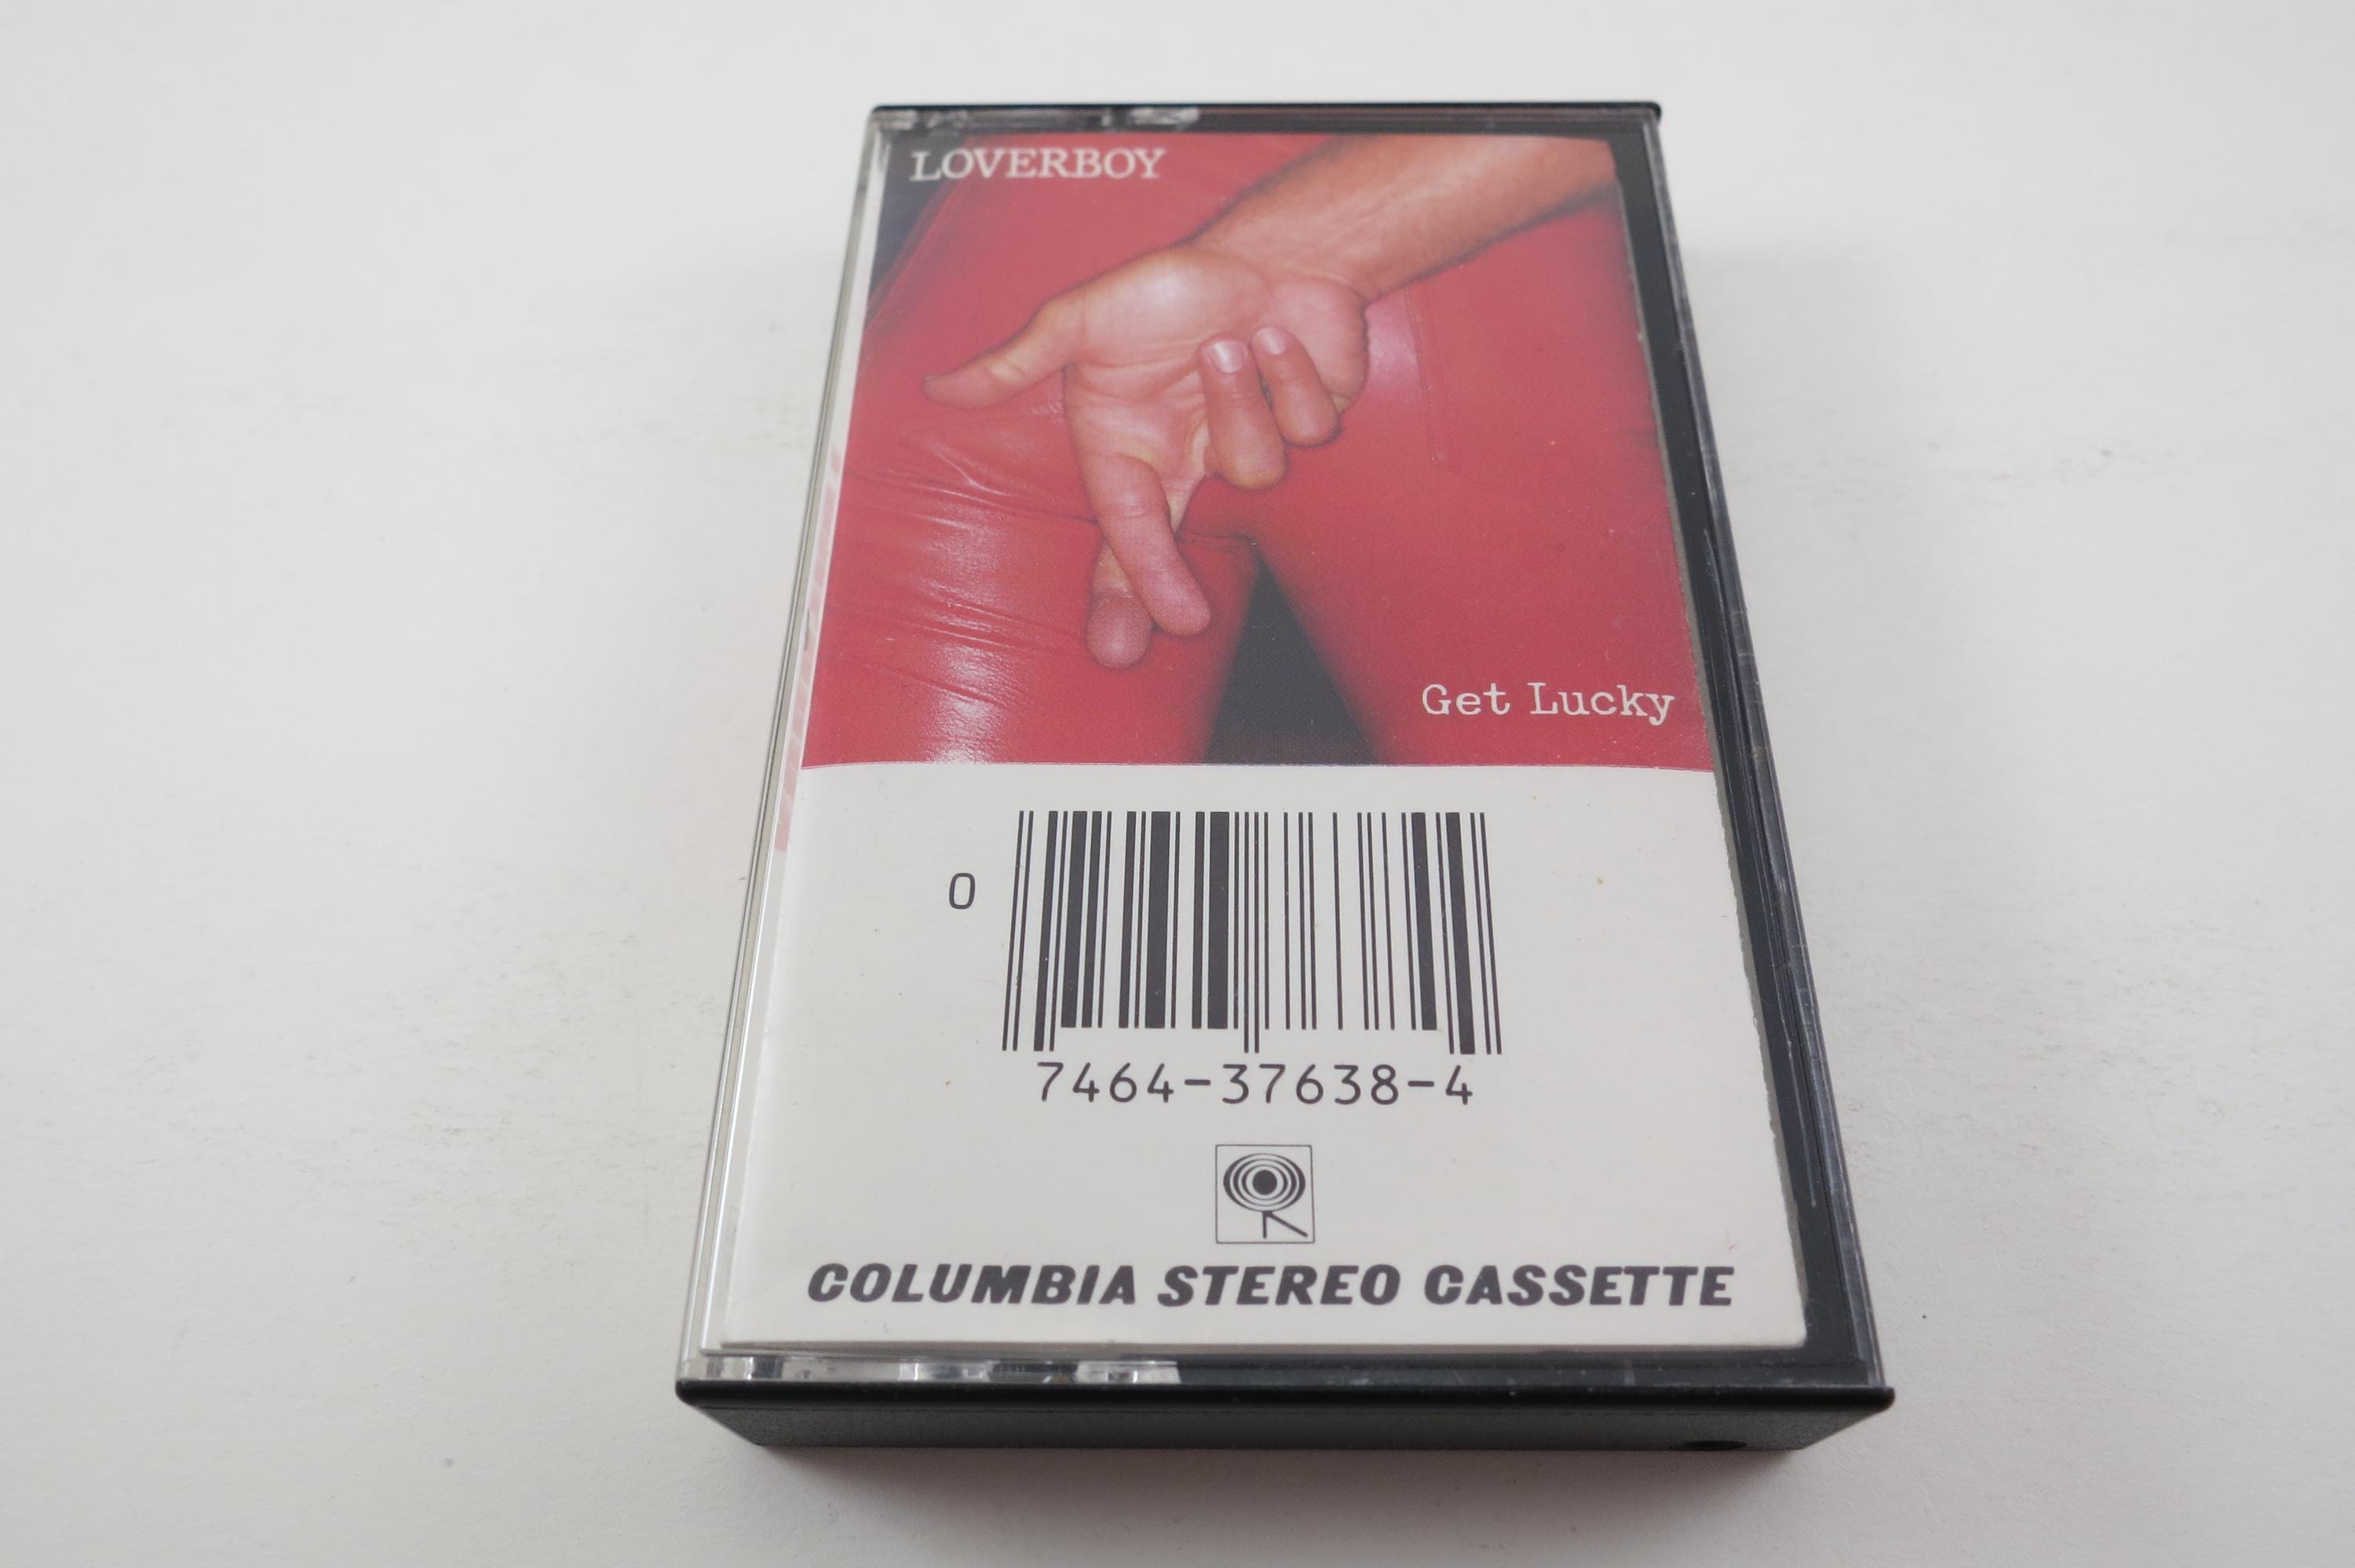 LOVERBOY
Get Lucky
0
7464-37638-4
COLUMBIA STEREO CASSETTE